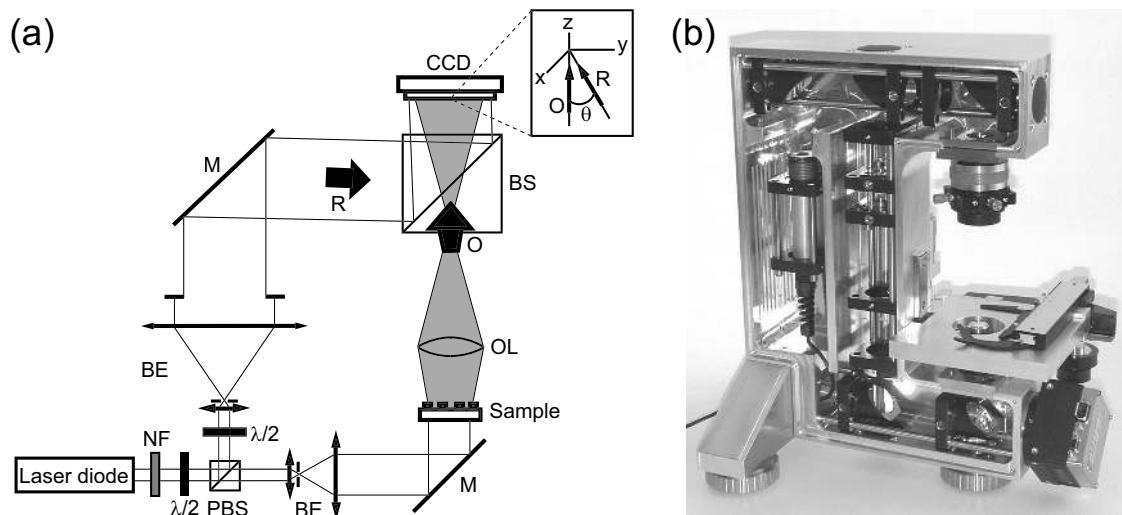 (a)
(b)
CCD
z
y
x
R
O
θ
M
R
BS
O
OL
BE
Sample
NF
λ/2
Laser diode
λ/2
PBS
BE
M